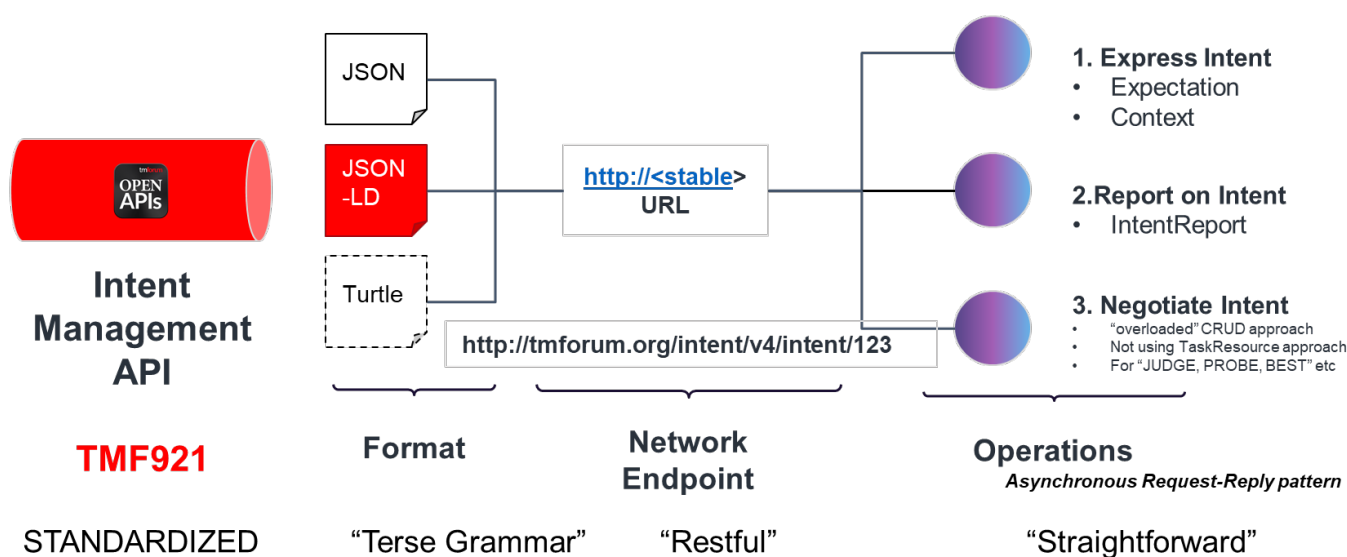 tmforum
OPEN
APIs
Intent
Management
API
TMF921
STANDARDIZED
JSON
JSON
-LD
Turtle
Format
“Terse Grammar”
http://<stable>
URL
http://tmforum.org/intent/v4/intent/123
Network
Endpoint
“Restful”
1. Express Intent
• Expectation
• Context
2.Report on Intent
• IntentReport
3. Negotiate Intent
• “overloaded” CRUD approach
• Not using TaskResource approach
• For “JUDGE, PROBE, BEST” etc
Operations
Asynchronous Request-Reply pattern
“Straightforward”